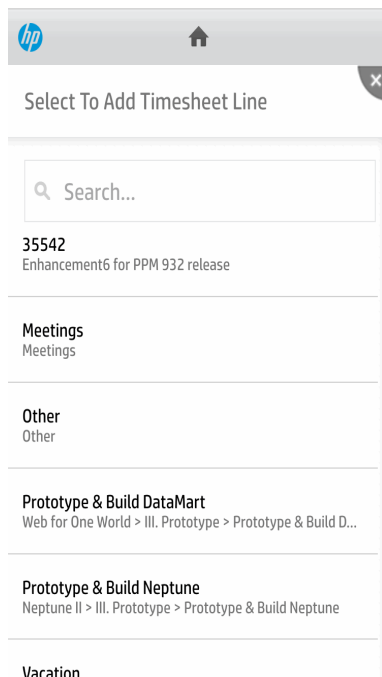 hp
Select To Add Timesheet Line
Search...
35542
Enhancement6 for PPM 932 release
Meetings
Meetings
Other
Other
Prototype & Build DataMart
Web for One World > III. Prototype > Prototype & Build D...
Prototype & Build Neptune
Neptune II > III. Prototype > Prototype & Build Neptune
Vacation